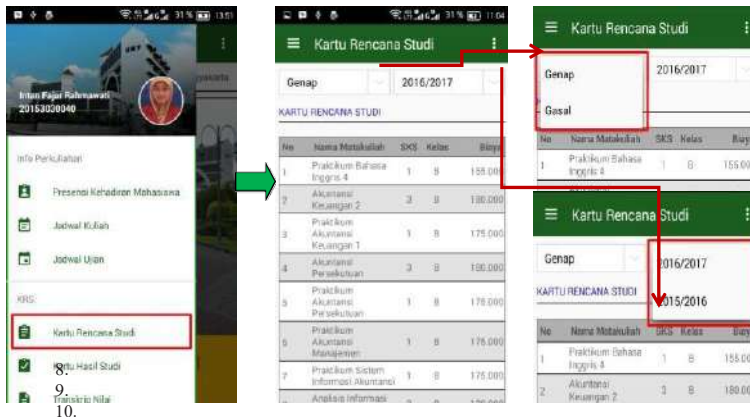 31% 13:51
Intan Fajar Rahmawati
20153030040
Info Perkuliahan
Presensi Kehadiran Mahasiswa
Jadwal Kuliah
Jadwal Ujian
KRS
Kartu Rencana Studi
Kartu Hasil Studi
Transkrip Nilai
8.
9.
10.
31% 11:04
Kartu Rencana Studi
Genap 2016/2017
KARTU RENCANA STUDI
No Nama Matakuliah SKS Kelas Biaya
1 Praktikum Bahasa Inggris 4 1 B 155.000
2 Akuntansi Keuangan 2 3 B 180.000
3 Praktikum Akuntansi Keuangan 1 1 B 175.000
4 Akuntansi Persekutuan 3 B 180.000
5 Praktikum Akuntansi Persekutuan 1 B 175.000
6 Praktikum Akuntansi Manajemen 1 B 175.000
7 Praktikum Sistem Informasi Akuntansi 1 B 175.000
Analisis Informasi
Kartu Rencana Studi
Genap 2016/2017
Gasal
No Nama Matakuliah SKS Kelas
1 Praktikum Bahasa Inggris 4 1 B 155.00
Kartu Rencana Studi
Genap 2016/2017
KARTU RENCANA STUDI 2015/2016
No Nama Matakuliah SKS Kelas
1 Praktikum Bahasa Inggris 4 1 B 155.00
2 Akuntansi Keuangan 2 3 B 180.00